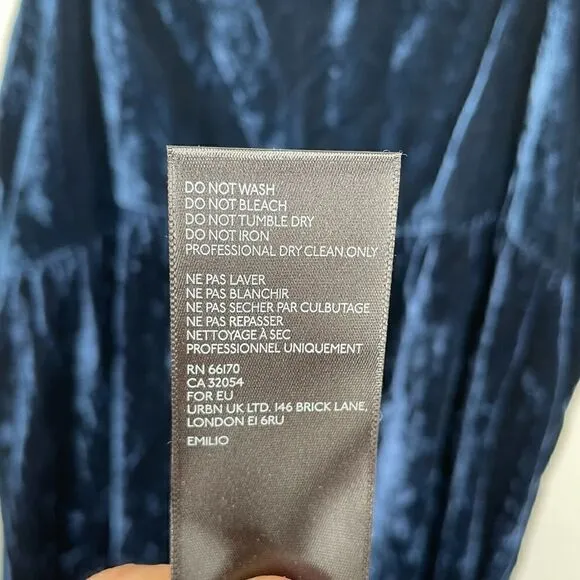 DO NOT WASH
DO NOT BLEACH
DO NOT TUMBLE DRY
DO NOT IRON
PROFESSIONAL DRY CLEAN ONLY
NE PAS LAVER
NE PAS BLANCHIR
NE PAS SECHER PAR CULBUTAGE
NE PAS REPASSER
NETTOYAGE À SEC
PROFESSIONNEL UNIQUEMENT
RN 66170
CA 32054
FOR EU
URBN UK LTD. 146 BRICK LANE,
LONDON E1 6RU
EMILIO